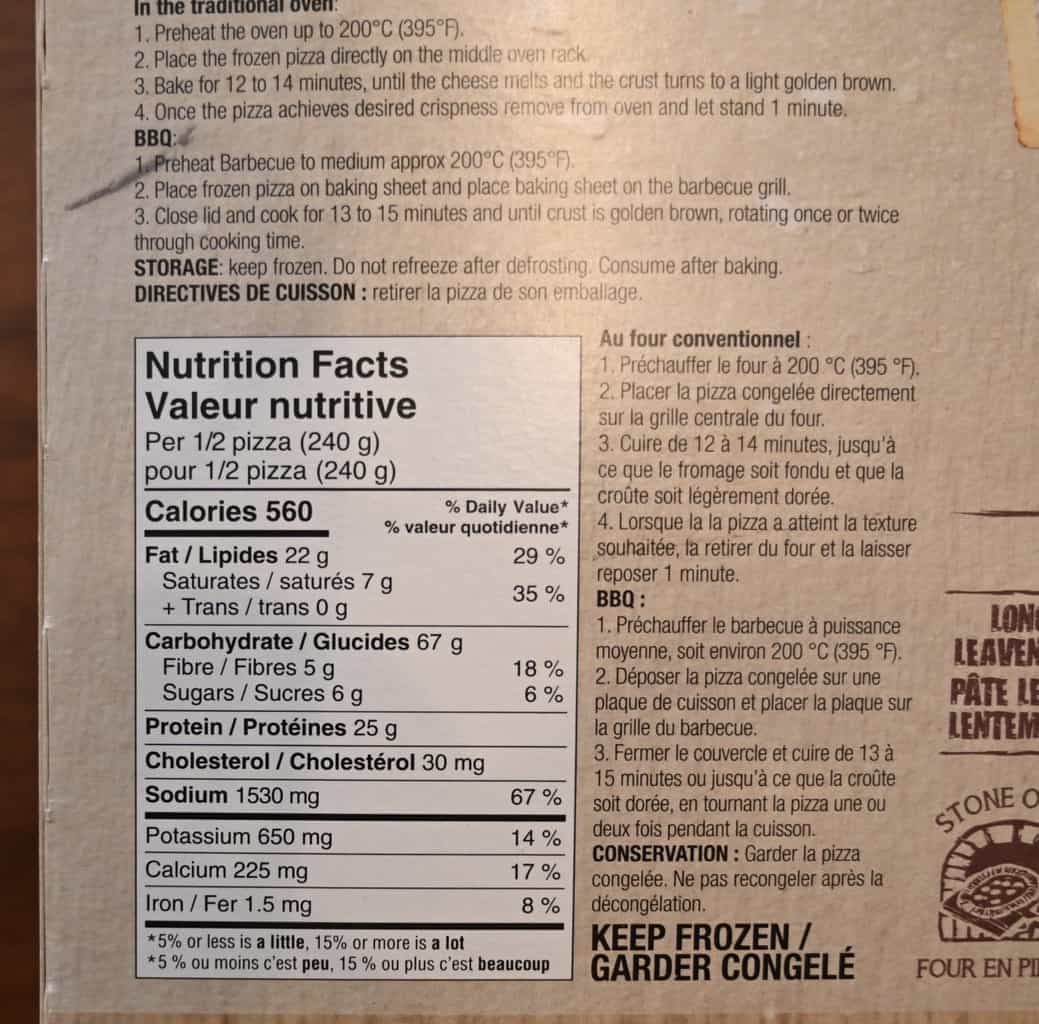 In the traditional oven:
1. Preheat the oven up to 200°C (395°F).
2. Place the frozen pizza directly on the middle oven rack.
3. Bake for 12 to 14 minutes, until the cheese melts and the crust turns to a light golden brown.
4. Once the pizza achieves desired crispness remove from oven and let stand 1 minute.
BBQ:
1. Preheat Barbecue to medium approx 200°C (395°F).
2. Place frozen pizza on baking sheet and place baking sheet on the barbecue grill.
3. Close lid and cook for 13 to 15 minutes and until crust is golden brown, rotating once or twice
through cooking time.
STORAGE: keep frozen. Do not refreeze after defrosting. Consume after baking.
DIRECTIVES DE CUISSON : retirer la pizza de son emballage.
Nutrition Facts
Valeur nutritive
Per 1/2 pizza (240 g)
pour 1/2 pizza (240 g)
Calories 560
% Daily Value*
% valeur quotidienne*
Fat / Lipides 22 g 29 %
Saturates / saturés 7 g
+ Trans / trans 0 g 35 %
Carbohydrate / Glucides 67 g
Fibre / Fibres 5 g 18 %
Sugars / Sucres 6 g 6 %
Protein / Protéines 25 g
Cholesterol / Cholestérol 30 mg
Sodium 1530 mg 67 %
Potassium 650 mg 14 %
Calcium 225 mg 17 %
Iron / Fer 1.5 mg 8 %
*5% or less is a little, 15% or more is a lot
*5 % ou moins c'est peu, 15 % ou plus c'est beaucoup
Au four conventionnel :
1. Préchauffer le four à 200 °C (395 °F).
2. Placer la pizza congelée directement
sur la grille centrale du four.
3. Cuire de 12 à 14 minutes, jusqu'à
ce que le fromage soit fondu et que la
croûte soit légèrement dorée.
4. Lorsque la la pizza a atteint la texture
souhaitée, la retirer du four et la laisser
reposer 1 minute.
BBQ :
1. Préchauffer le barbecue à puissance
moyenne, soit environ 200 °C (395 °F).
2. Déposer la pizza congelée sur une
plaque de cuisson et placer la plaque sur
la grille du barbecue.
3. Fermer le couvercle et cuire de 13 à
15 minutes ou jusqu'à ce que la croûte
soit dorée, en tournant la pizza une ou
deux fois pendant la cuisson.
CONSERVATION : Garder la pizza
congelée. Ne pas recongeler après la
décongélation.
KEEP FROZEN /
GARDER CONGELÉ
PÂTE
STONE
FOUR EN